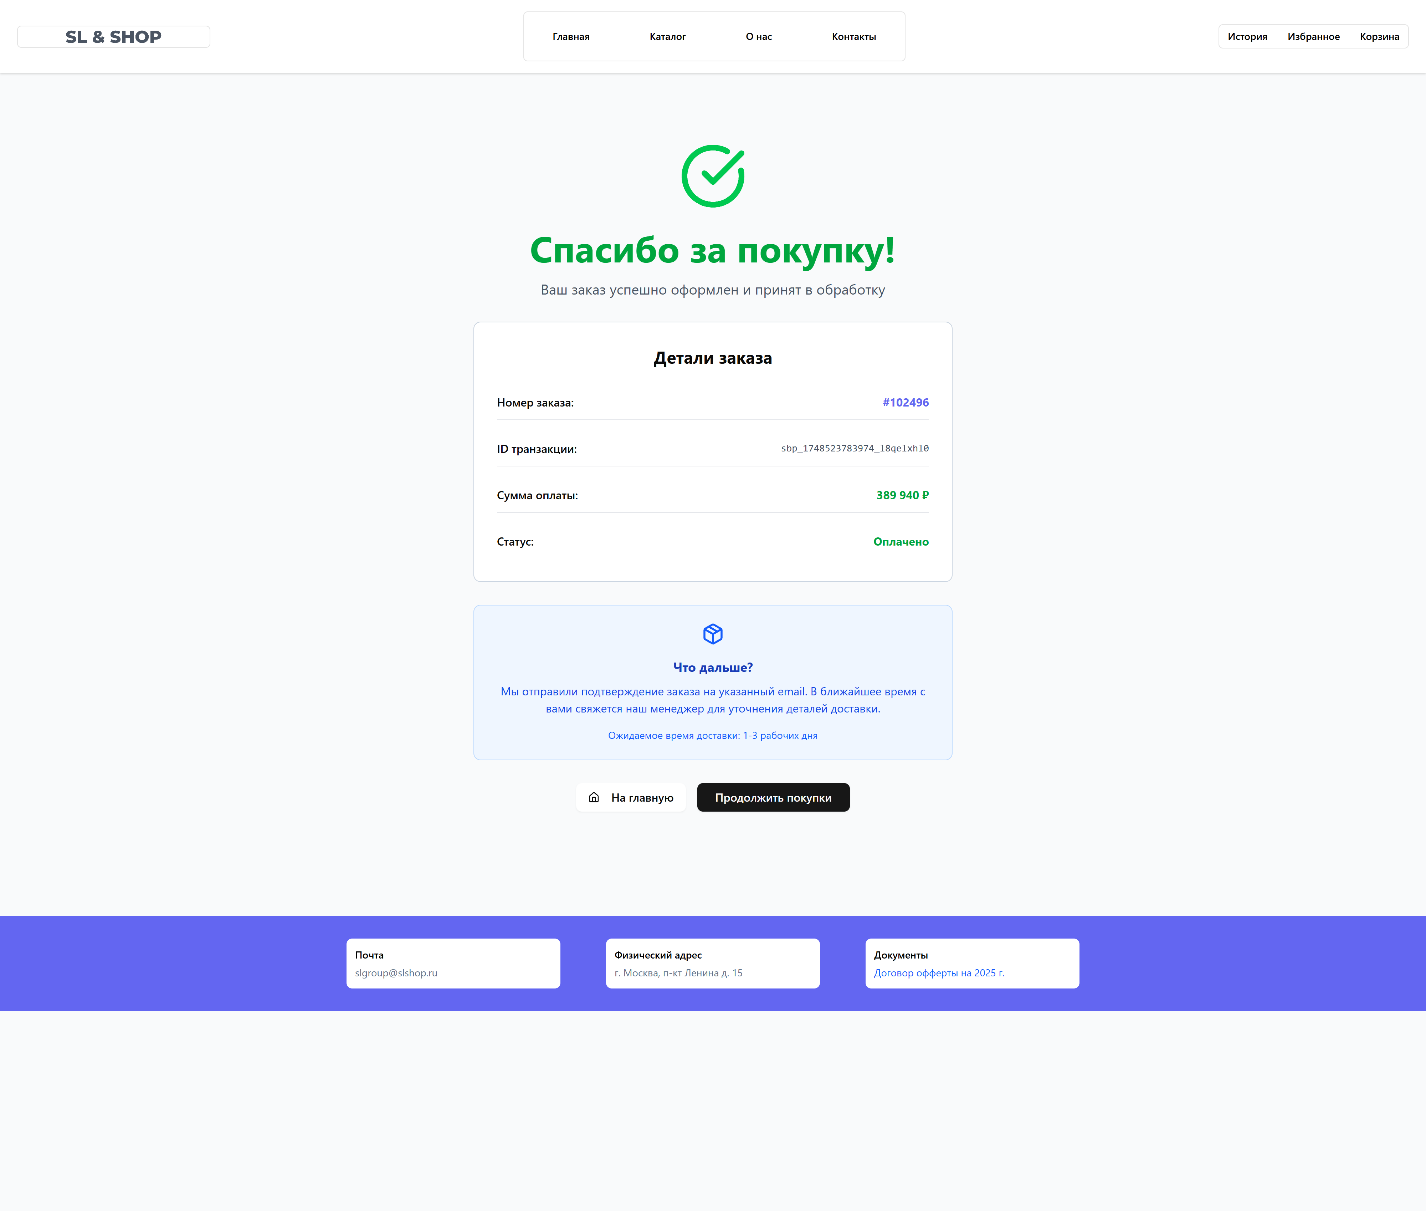 SL & SHOP
Главная
Каталог
О нас
Контакты
История
Избранное
Корзина
Спасибо за покупку!
Ваш заказ успешно оформлен и принят в обработку
Детали заказа
Номер заказа: #102496
ID транзакции:
Сумма оплаты: 389 940 ₽
Статус: Оплачено
Что дальше?
Мы отправили подтверждение заказа на указанный email. В ближайшее время с
вами свяжется наш менеджер для уточнения деталей доставки.
Ожидаемое время доставки: 1-3 рабочих дня
На главную
Продолжить покупки
Почта
slgroup@slshop.ru
Физический адрес
г. Москва, п-кт Ленина д. 15
Документы
Договор офферты на 2025 г.